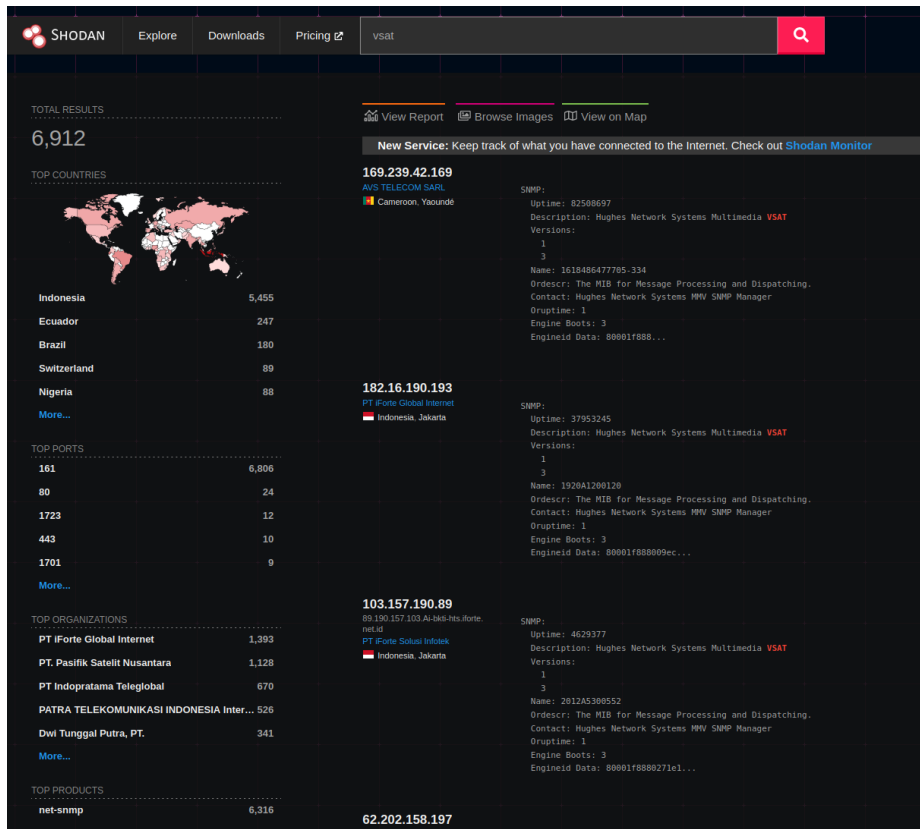 SHODAN Explore Downloads Pricing vsat
TOTAL RESULTS
6,912
TOP COUNTRIES
Indonesia 5,455
Ecuador 247
Brazil 180
Switzerland 89
Nigeria 88
More...
TOP PORTS
161 6,806
80 24
1723 12
443 10
1701 9
More...
TOP ORGANIZATIONS
PT iForte Global Internet 1,393
PT. Pasifik Satelit Nusantara 1,128
PT Indopratama Teleglobal 670
PATRA TELEKOMUNIKASI INDONESIA Inter... 526
Dwi Tunggal Putra, PT. 341
More...
TOP PRODUCTS
net-snmp 6,316
View Report Browse Images View on Map
New Service: Keep track of what you have connected to the Internet. Check out Shodan Monitor
169.239.42.169
AVS TELECOM SARL
Cameroon, Yaoundé
SNMP:
Uptime: 82508697
Description: Hughes Network Systems Multimedia VSAT
Versions:
1
3
Name: 1618486477705-334
Ordescr: The MIB for Message Processing and Dispatching.
Contact: Hughes Network Systems MMV SNMP Manager
Oruptime: 1
Engine Boots: 3
Engineid Data: 80001f888...
182.16.190.193
PT iForte Global Internet
Indonesia, Jakarta
SNMP:
Uptime: 37953245
Description: Hughes Network Systems Multimedia VSAT
Versions:
1
3
Name: 1920A1200120
Ordescr: The MIB for Message Processing and Dispatching.
Contact: Hughes Network Systems MMV SNMP Manager
Oruptime: 1
Engine Boots: 3
Engineid Data: 80001f888009ec...
103.157.190.89
89.190.157.103.Ai-bkti-hts.iforte.
net.id
PT iForte Solusi Infotek
Indonesia, Jakarta
SNMP:
Uptime: 4629377
Description: Hughes Network Systems Multimedia VSAT
Versions:
1
3
Name: 2012A5300552
Ordescr: The MIB for Message Processing and Dispatching.
Contact: Hughes Network Systems MMV SNMP Manager
Oruptime: 1
Engine Boots: 3
Engineid Data: 80001f8880271e1...
62.202.158.197